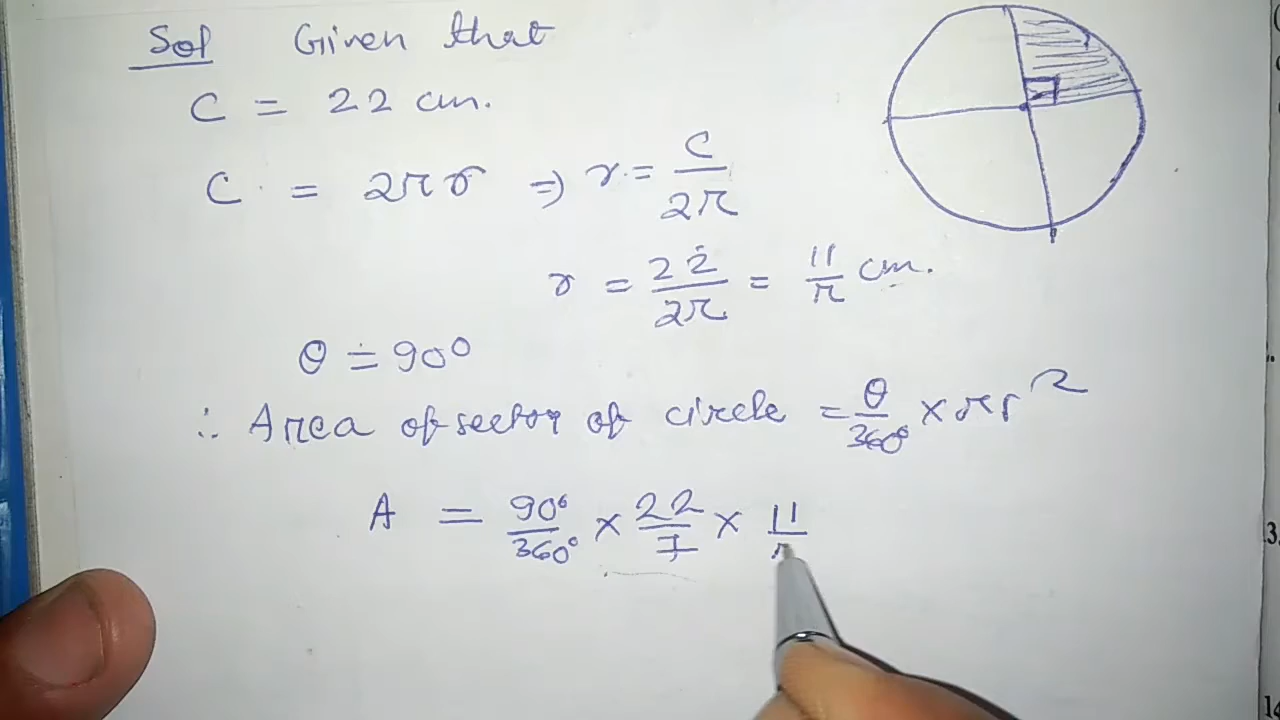 Sol Given that
C = 22 cm.
C = 2πr ⇒ r = C/2π
r = 22/2π = 11/π cm.
θ = 90°
∴ Area of sector of circle = θ/360° × πr²
A = 90°/360° × 22/7 × 11/π